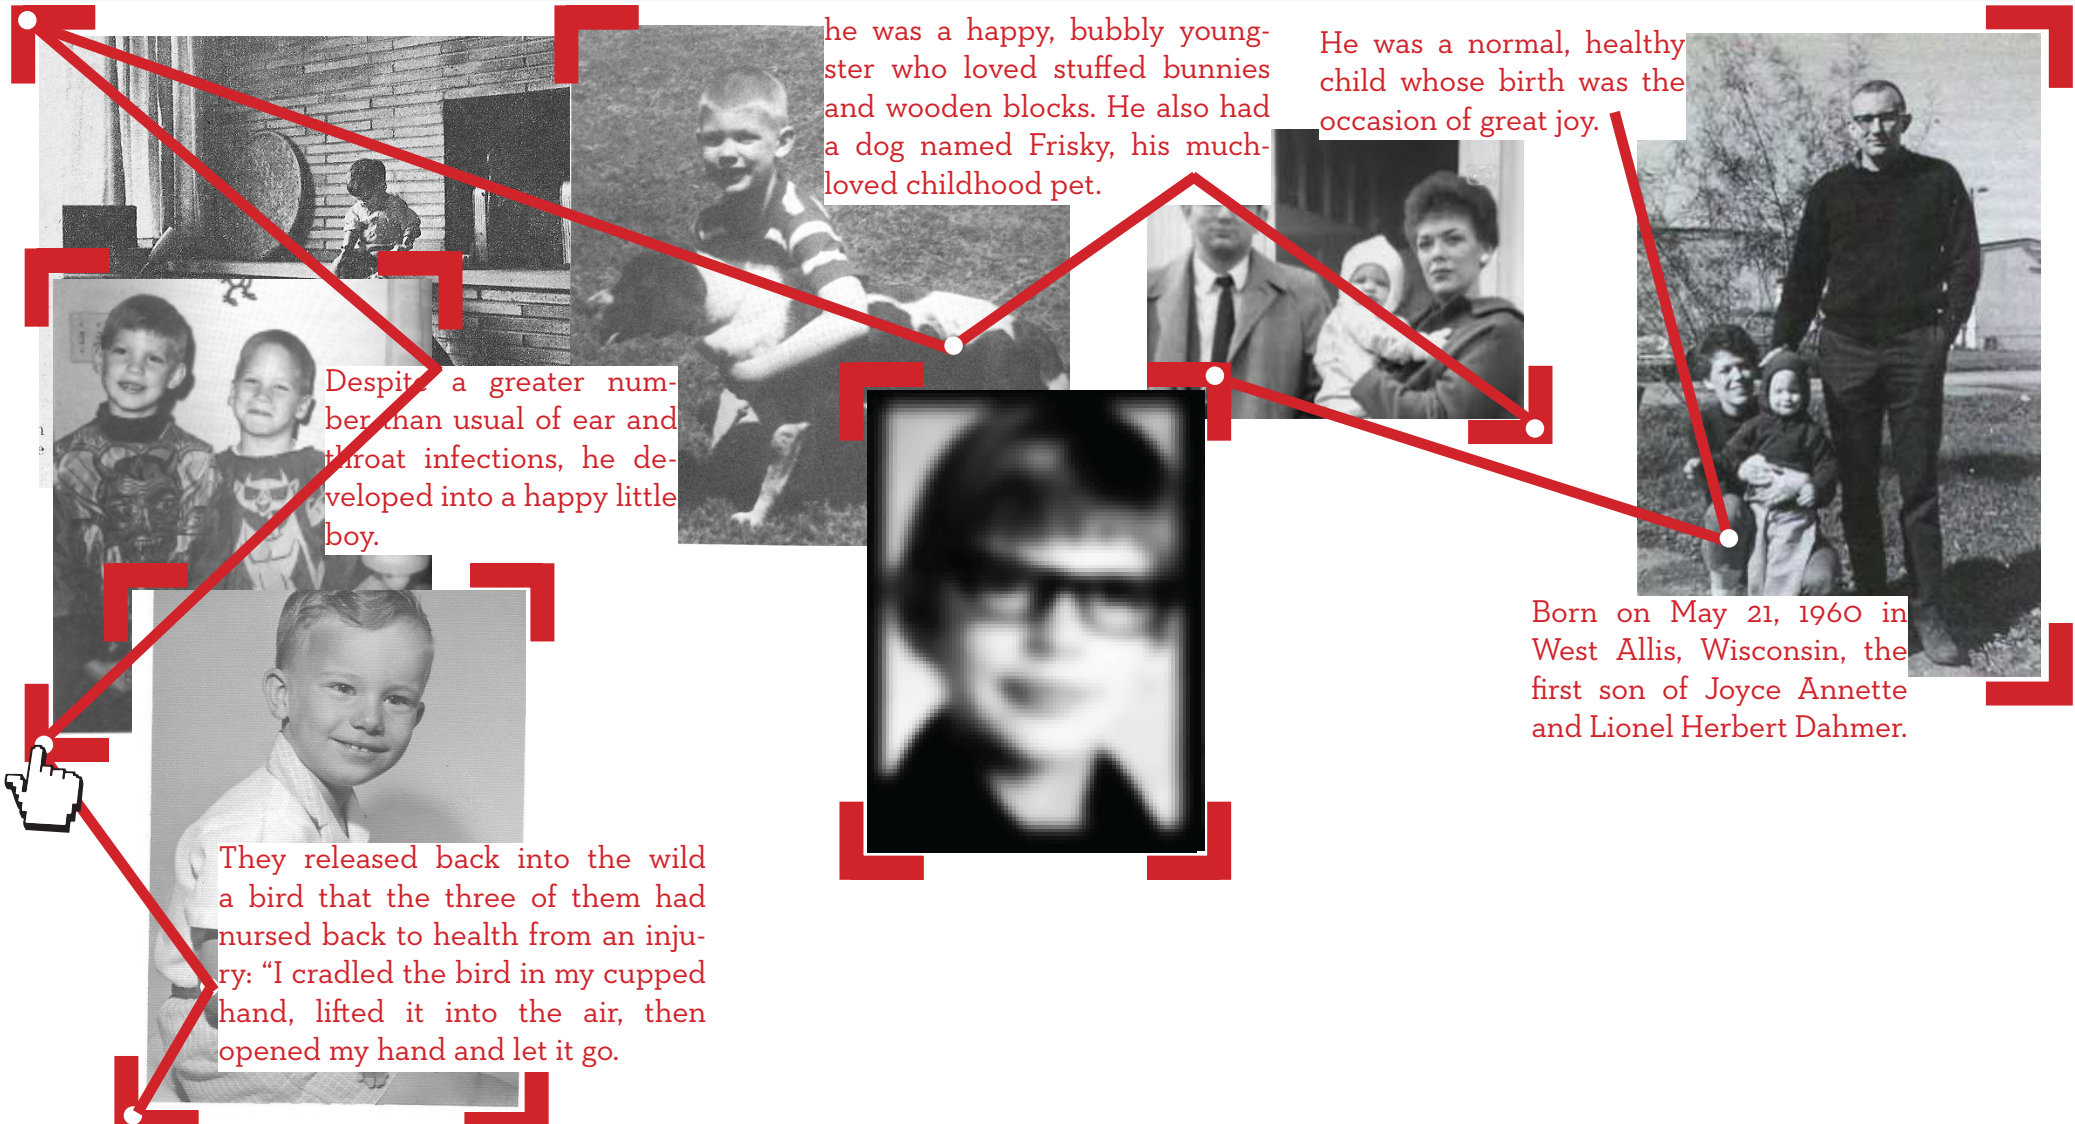 he was a happy, bubbly young-
ster who loved stuffed bunnies
and wooden blocks. He also had
a dog named Frisky, his much-
loved childhood pet.
He was a normal, healthy
child whose birth was the
occasion of great joy.
Despite a greater num-
ber than usual of ear and
throat infections, he de-
veloped into a happy little
boy.
Born on May 21, 1960 in
West Allis, Wisconsin, the
first son of Joyce Annette
and Lionel Herbert Dahmer.
They released back into the wild
a bird that the three of them had
nursed back to health from an inju-
ry: “I cradled the bird in my cupped
hand, lifted it into the air, then
opened my hand and let it go.